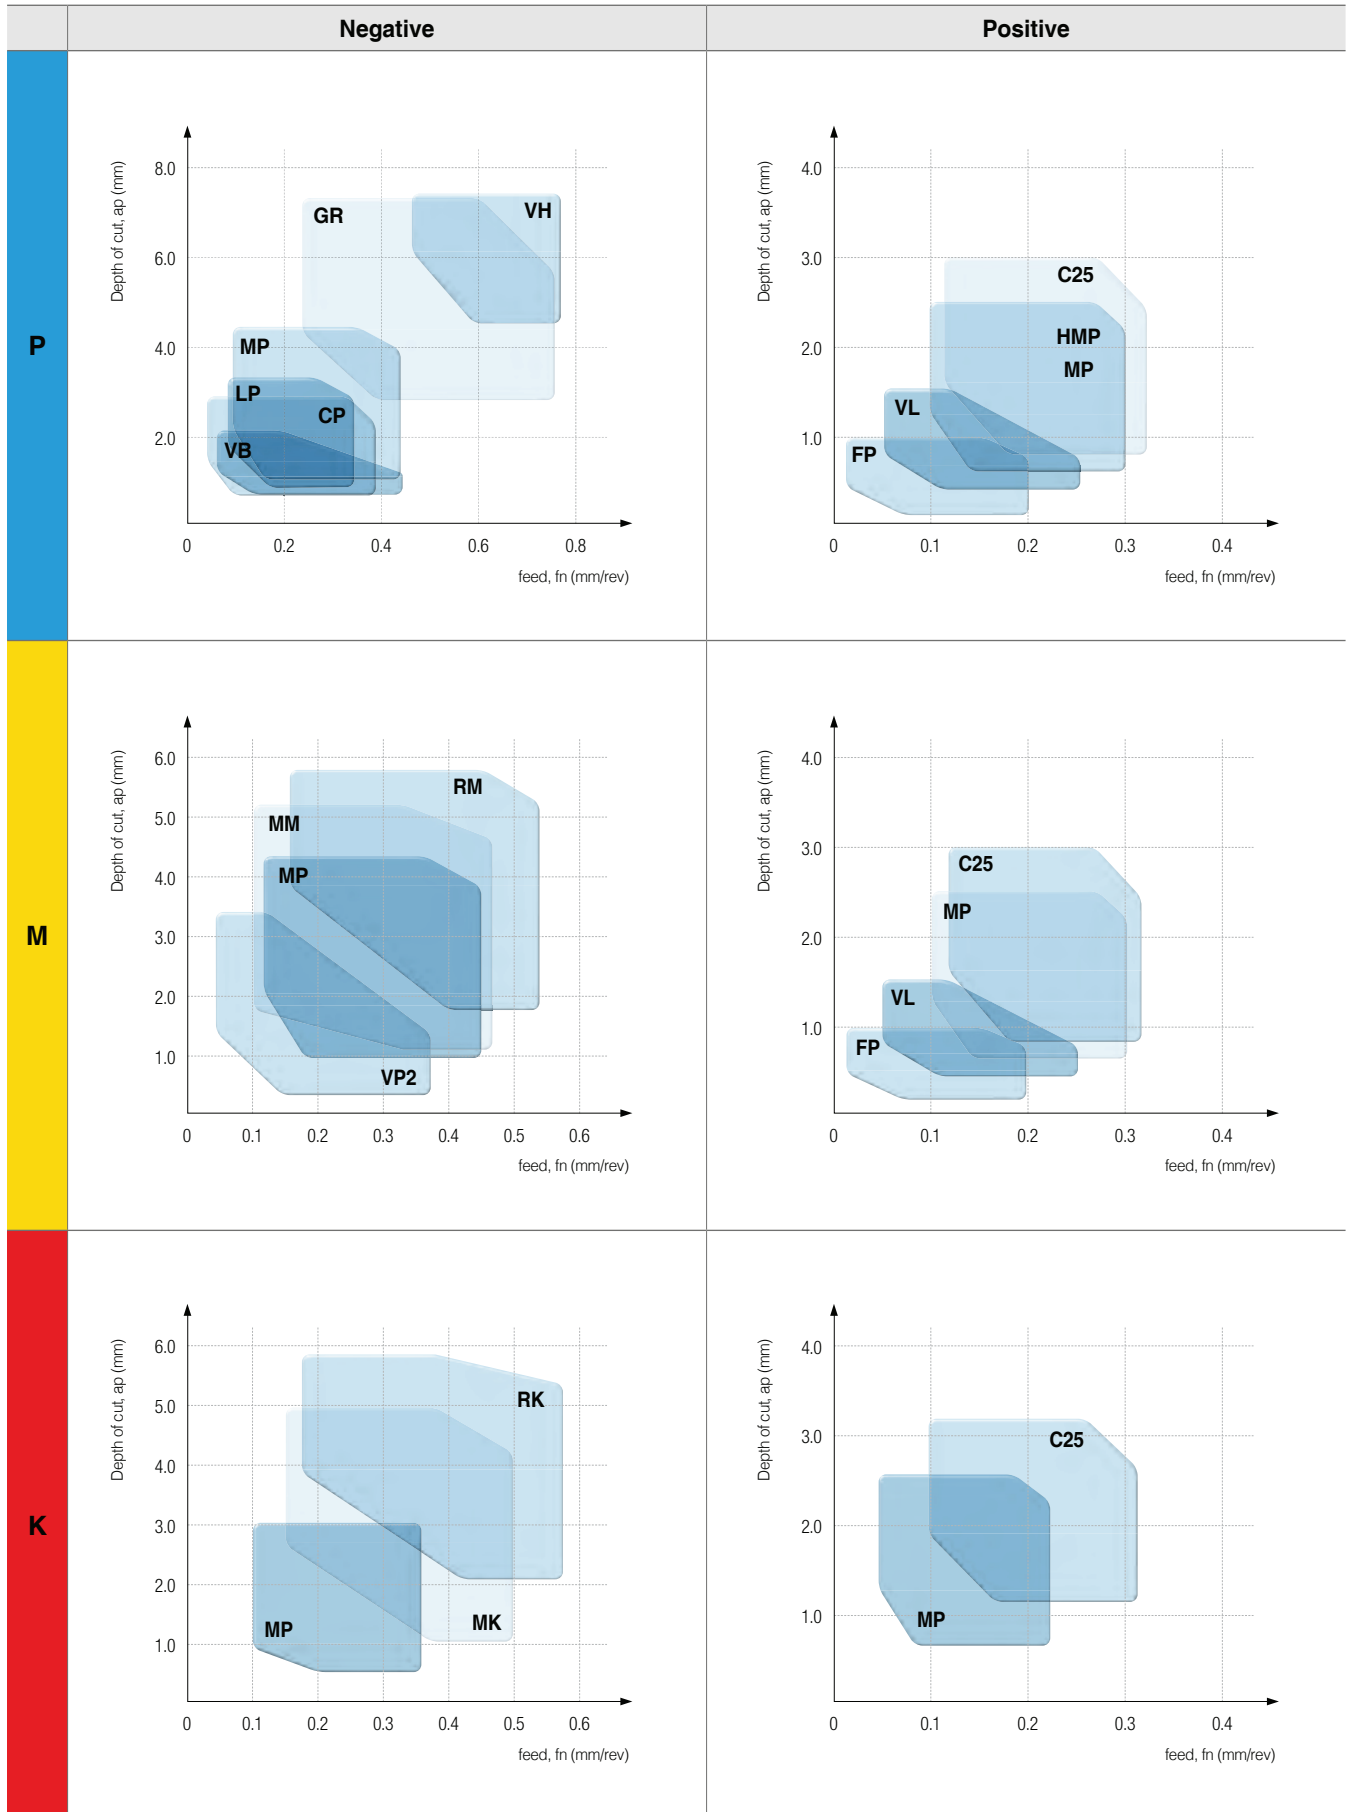 Negative
Positive
P
Depth of cut, ap (mm)
8.0
6.0
4.0
2.0
GR
VH
MP
LP
CP
VB
0 0.2 0.4 0.6 0.8
feed, fn (mm/rev)
Depth of cut, ap (mm)
4.0
3.0
2.0
1.0
C25
HMP
MP
VL
FP
0 0.1 0.2 0.3 0.4
feed, fn (mm/rev)
M
Depth of cut, ap (mm)
6.0
5.0
4.0
3.0
2.0
1.0
RM
MM
MP
VP2
0 0.1 0.2 0.3 0.4 0.5 0.6
feed, fn (mm/rev)
Depth of cut, ap (mm)
4.0
3.0
2.0
1.0
C25
MP
VL
FP
0 0.1 0.2 0.3 0.4
feed, fn (mm/rev)
K
Depth of cut, ap (mm)
6.0
5.0
4.0
3.0
2.0
1.0
RK
MP
MK
0 0.1 0.2 0.3 0.4 0.5 0.6
feed, fn (mm/rev)
Depth of cut, ap (mm)
4.0
3.0
2.0
1.0
C25
MP
0 0.1 0.2 0.3 0.4
feed, fn (mm/rev)